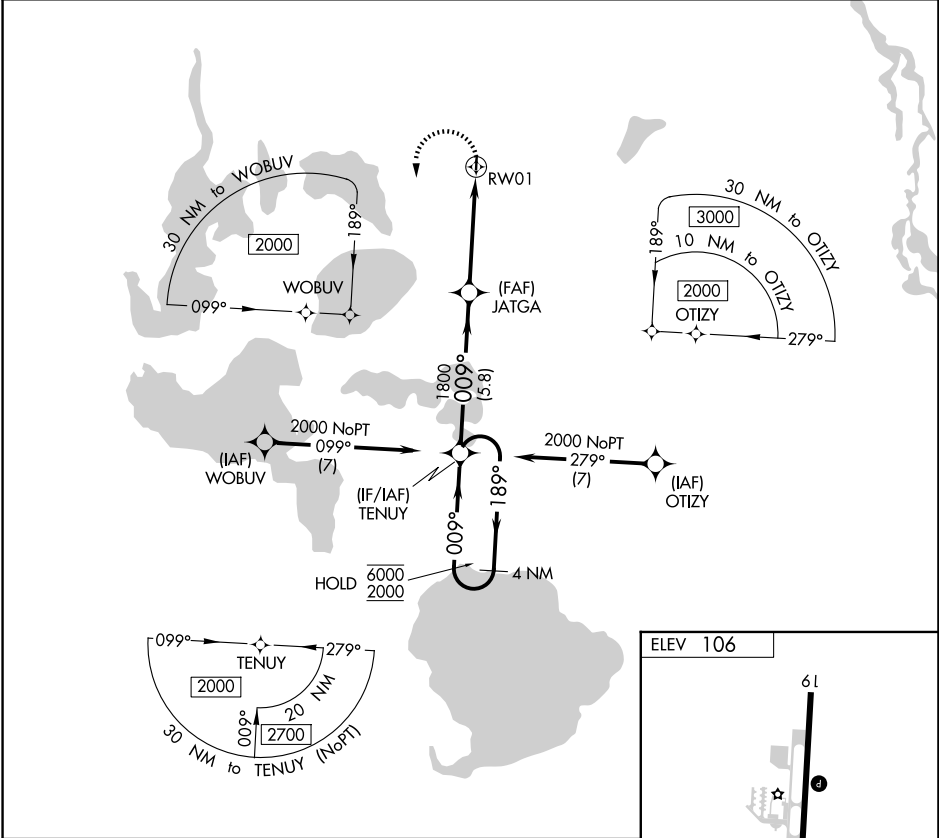 30 NM to WOBUV
2000
189°
099°
WOBUV
RW01
(FAF)
JATGA
30 NM to OTIZY
3000
10 NM to OTIZY
2000
189°
OTIZY
279°
1800
009°
(5.8)
2000 NoPT
099°
(7)
(IAF)
WOBUV
(IF/IAF)
TENUY
2000 NoPT
279°
(7)
(IAF)
OTIZY
009°
189°
HOLD
6000
2000
4 NM
099°
TENUY
279°
2000
009°
20 NM
2700
30 NM to TENUY (NoPT)
ELEV 106
19
P